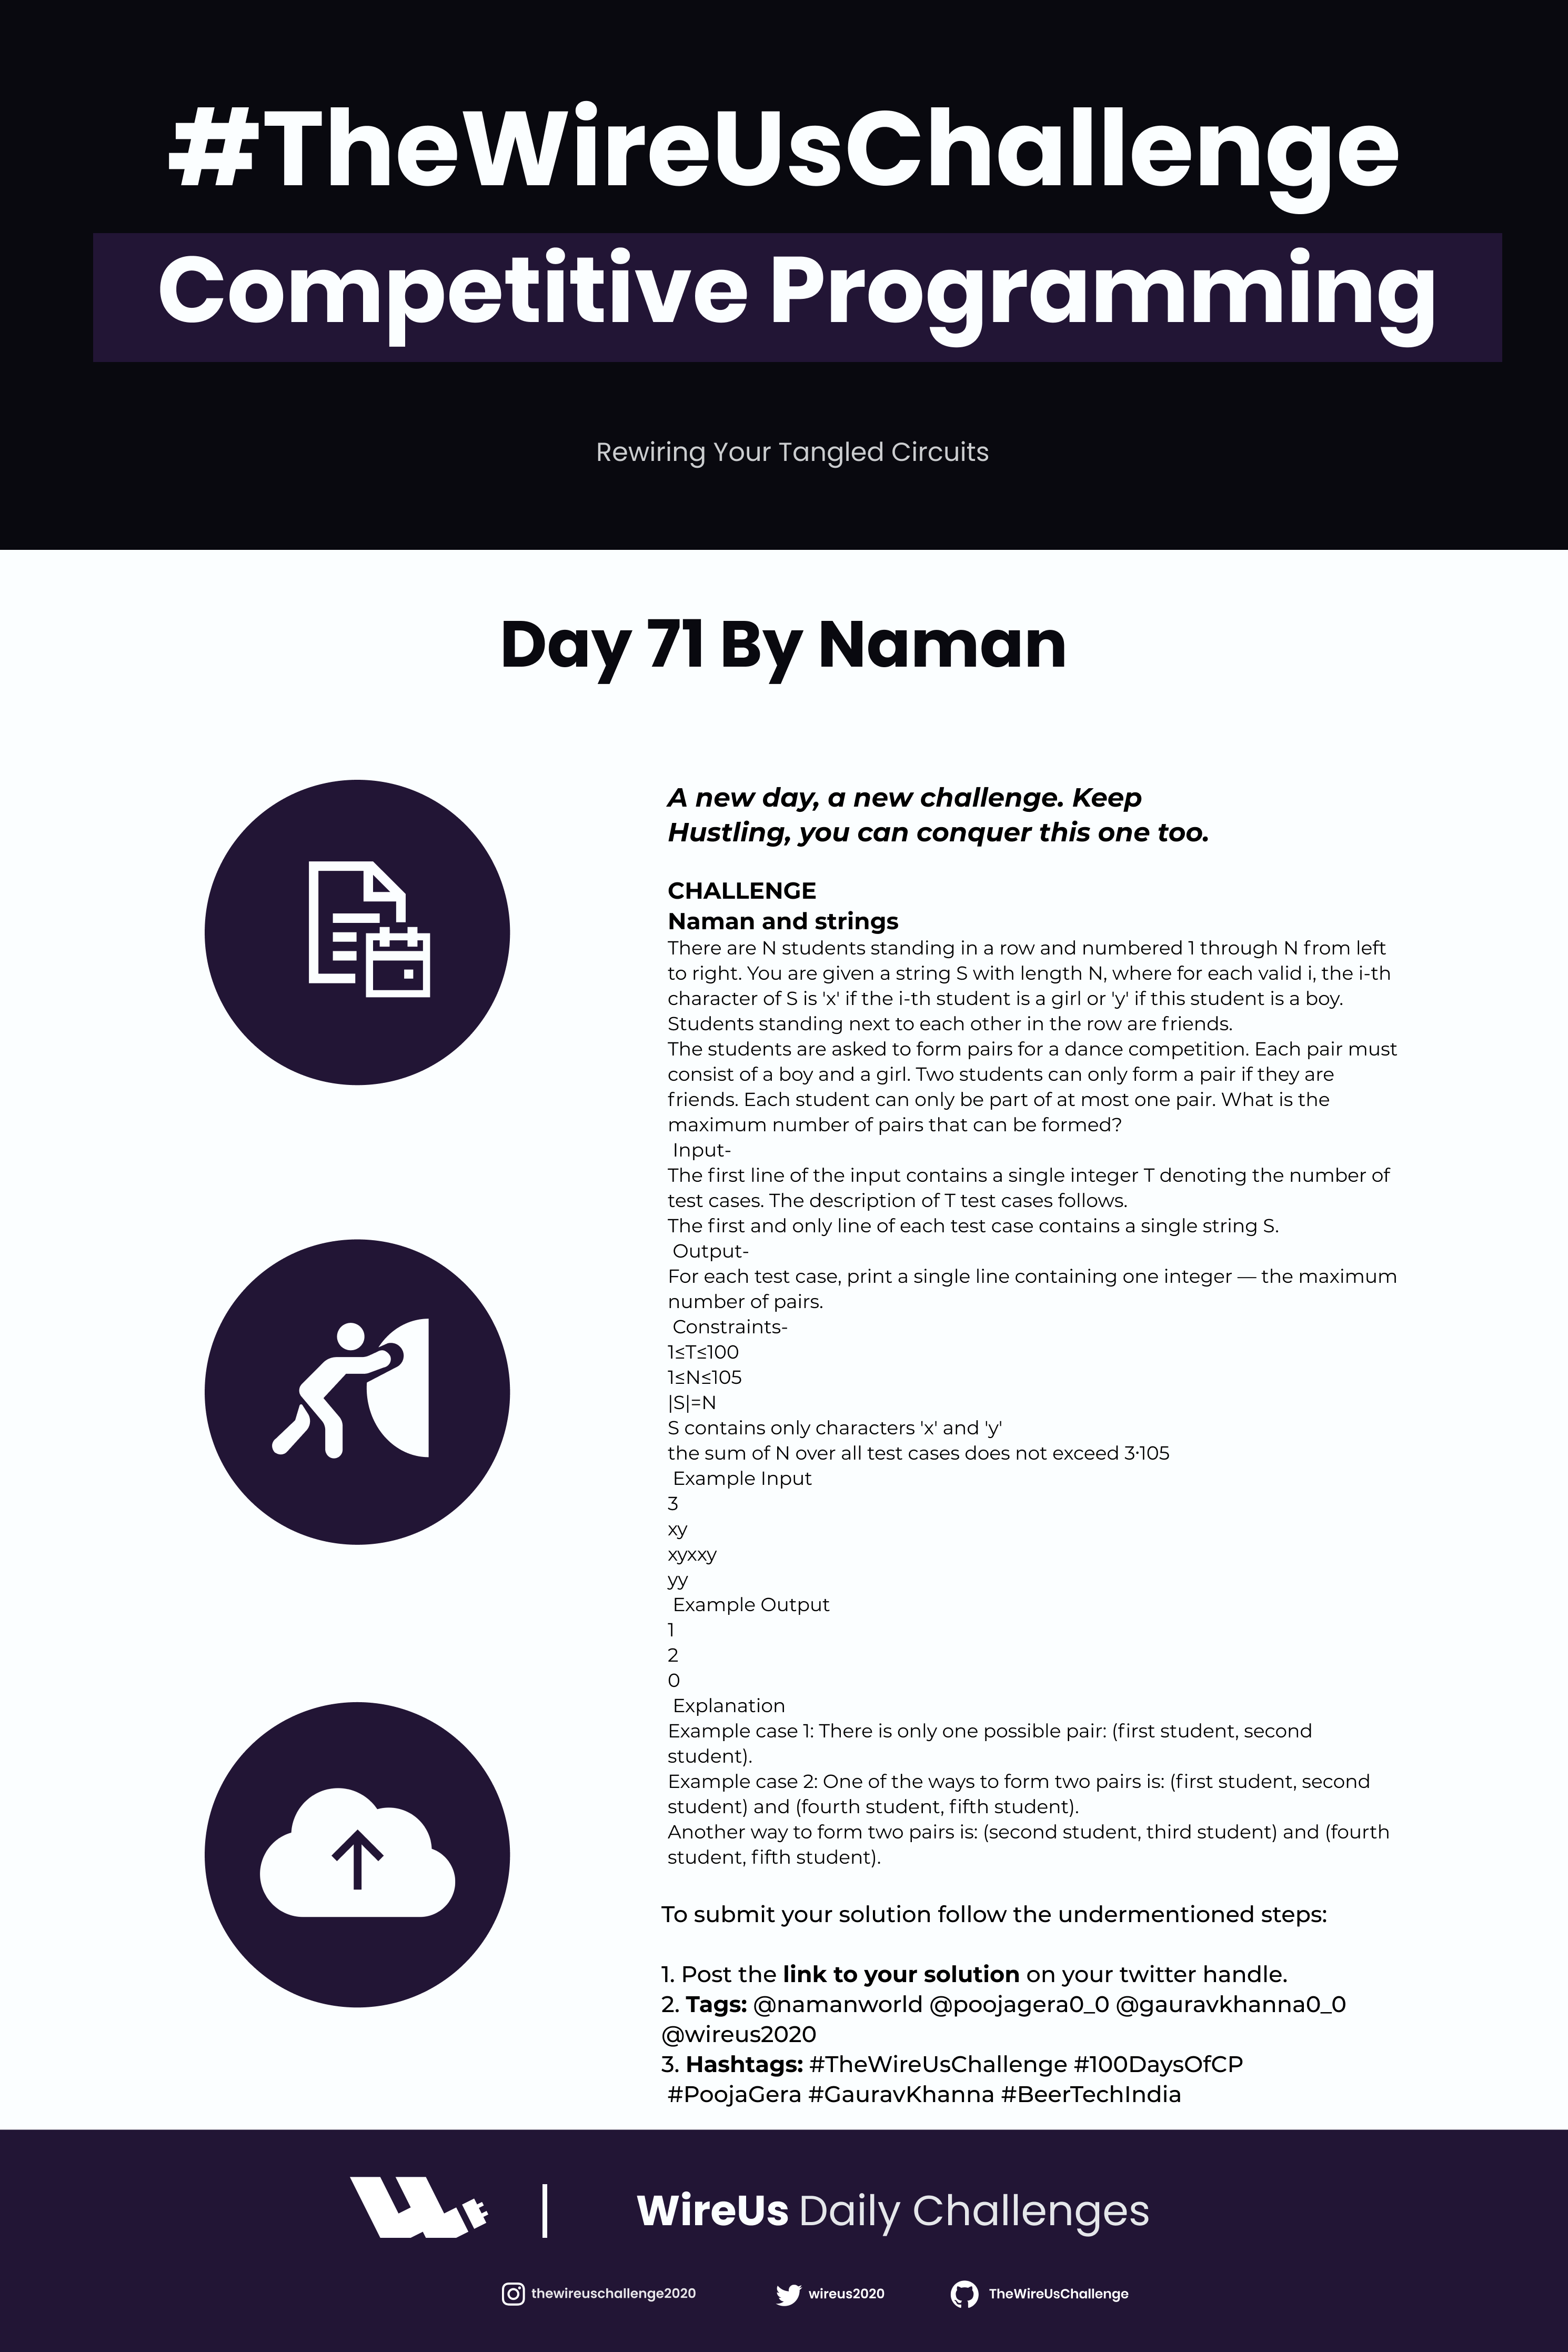 #TheWireUsChallenge
Competitive Programming
Rewiring Your Tangled Circuits
Day 71 By Naman
A new day, a new challenge. Keep
Hustling, you can conquer this one too.
CHALLENGE
Naman and strings
There are N students standing in a row and numbered 1 through N from left
to right. You are given a string S with length N, where for each valid i, the i-th
character of S is 'x' if the i-th student is a girl or 'y' if this student is a boy.
Students standing next to each other in the row are friends.
The students are asked to form pairs for a dance competition. Each pair must
consist of a boy and a girl. Two students can only form a pair if they are
friends. Each student can only be part of at most one pair. What is the
maximum number of pairs that can be formed?
Input-
The first line of the input contains a single integer T denoting the number of
test cases. The description of T test cases follows.
The first and only line of each test case contains a single string S.
Output-
For each test case, print a single line containing one integer — the maximum
number of pairs.
Constraints-
1≤T≤100
1≤N≤105
|S|=N
S contains only characters 'x' and 'y'
the sum of N over all test cases does not exceed 3⋅105
Example Input
3
xy
xyxxy
yy
Example Output
1
2
0
Explanation
Example case 1: There is only one possible pair: (first student, second
student).
Example case 2: One of the ways to form two pairs is: (first student, second
student) and (fourth student, fifth student).
Another way to form two pairs is: (second student, third student) and (fourth
student, fifth student).
To submit your solution follow the undermentioned steps:
1. Post the link to your solution on your twitter handle.
2. Tags: @namanworld @poojagera0_0 @gauravkhanna0_0
@wireus2020
3. Hashtags: #TheWireUsChallenge #100DaysOfCP
#PoojaGera #GauravKhanna #BeerTechIndia
WireUs Daily Challenges
thewireuschallenge2020 wireus2020 TheWireUsChallenge